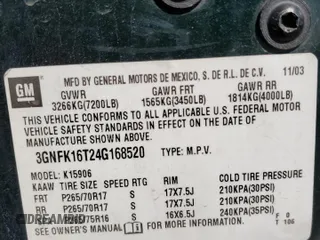 GM
MFD BY GENERAL MOTORS DE MEXICO, S. DE R.L. DE C.V. 11/03
GVWR GAWR FRT GAWR RR
3266KG(7200LB) 1565KG(3450LB) 1814KG(4000LB)
THIS VEHICLE CONFORMS TO ALL APPLICABLE U.S. FEDERAL MOTOR
VEHICLE SAFETY STANDARDS IN EFFECT ON THE DATE OF
MANUFACTURE SHOWN ABOVE.
3GNFK16T24G168520 TYPE: M.P.V.
MODEL: K15906
KAAW TIRE SIZE SPEED RTG RIM COLD TIRE PRESSURE
FRT P265/70R17 S 17X7.5J 210KPA(30PSI)
RR P265/70R17 S 17X7.5J 210KPA(30PSI)
16X6.5J 240KPA(35PSI) F 0
SEE OWNER'S MANUAL FOR ADDITIONAL INFORMATION T 106